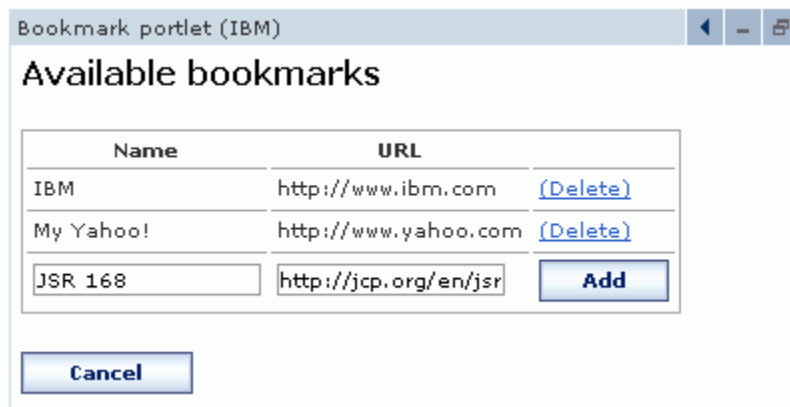 Bookmark portlet (IBM)
Available bookmarks
Name URL
IBM http://www.ibm.com (Delete)
My Yahoo! http://www.yahoo.com (Delete)
JSR 168 http://jcp.org/en/jsr Add
Cancel